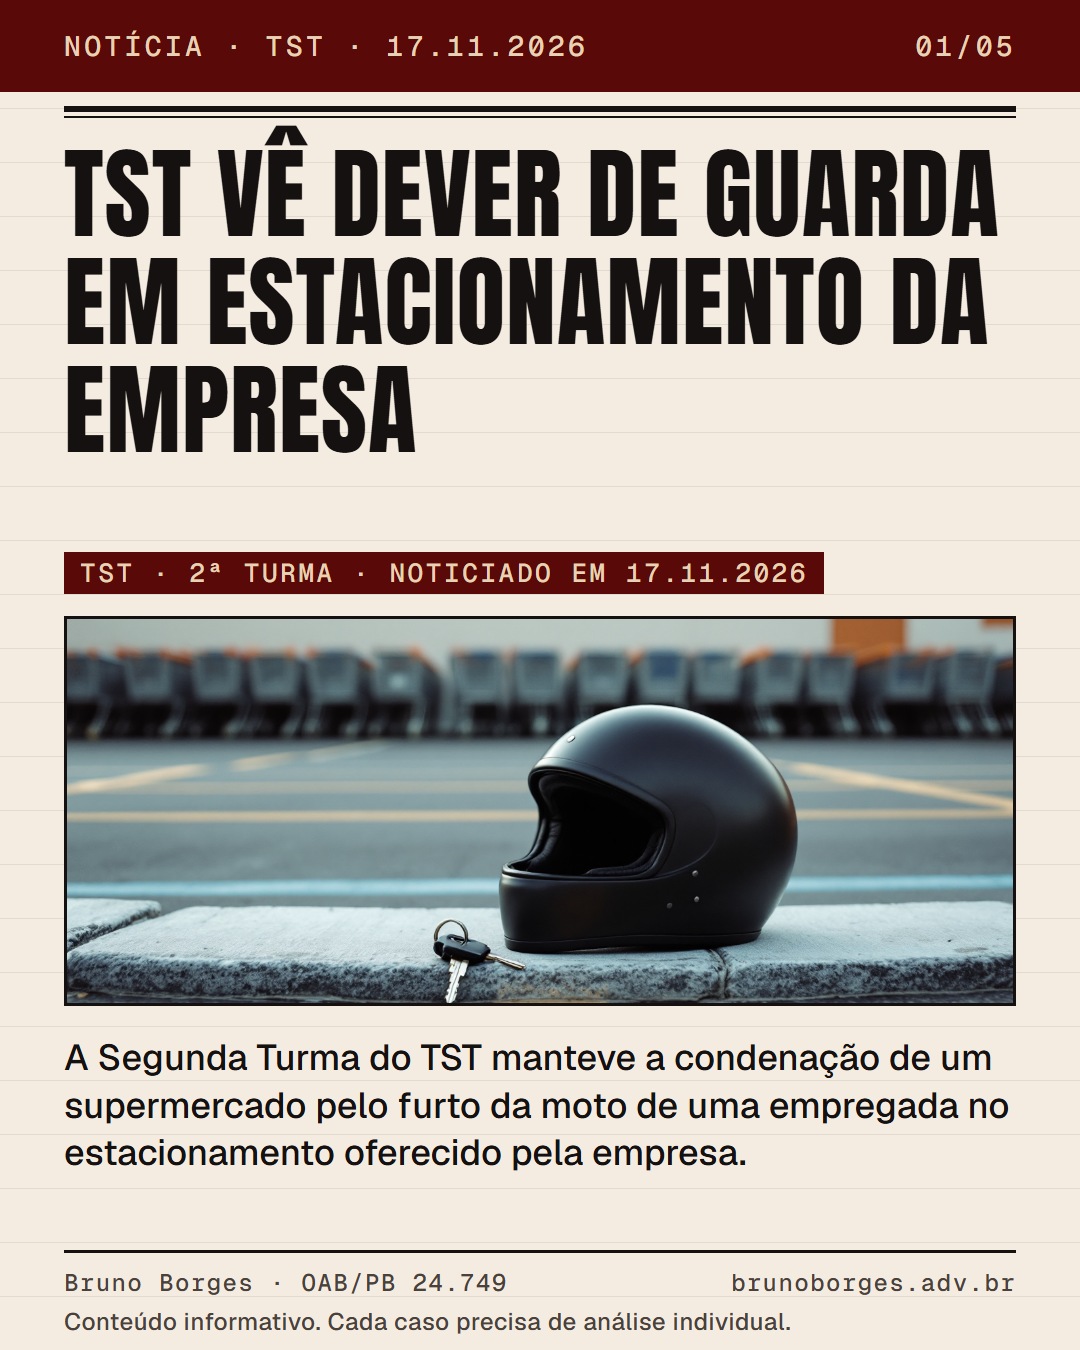 NOTÍCIA · TST · 17.11.2026
01/05
TST VÊ DEVER DE GUARDA
EM ESTACIONAMENTO DA
EMPRESA
TST · 2ª TURMA · NOTICIADO EM 17.11.2026
A Segunda Turma do TST manteve a condenação de um
supermercado pelo furto da moto de uma empregada no
estacionamento oferecido pela empresa.
Bruno Borges · OAB/PB 24.749
brunoborges.adv.br
Conteúdo informativo. Cada caso precisa de análise individual.